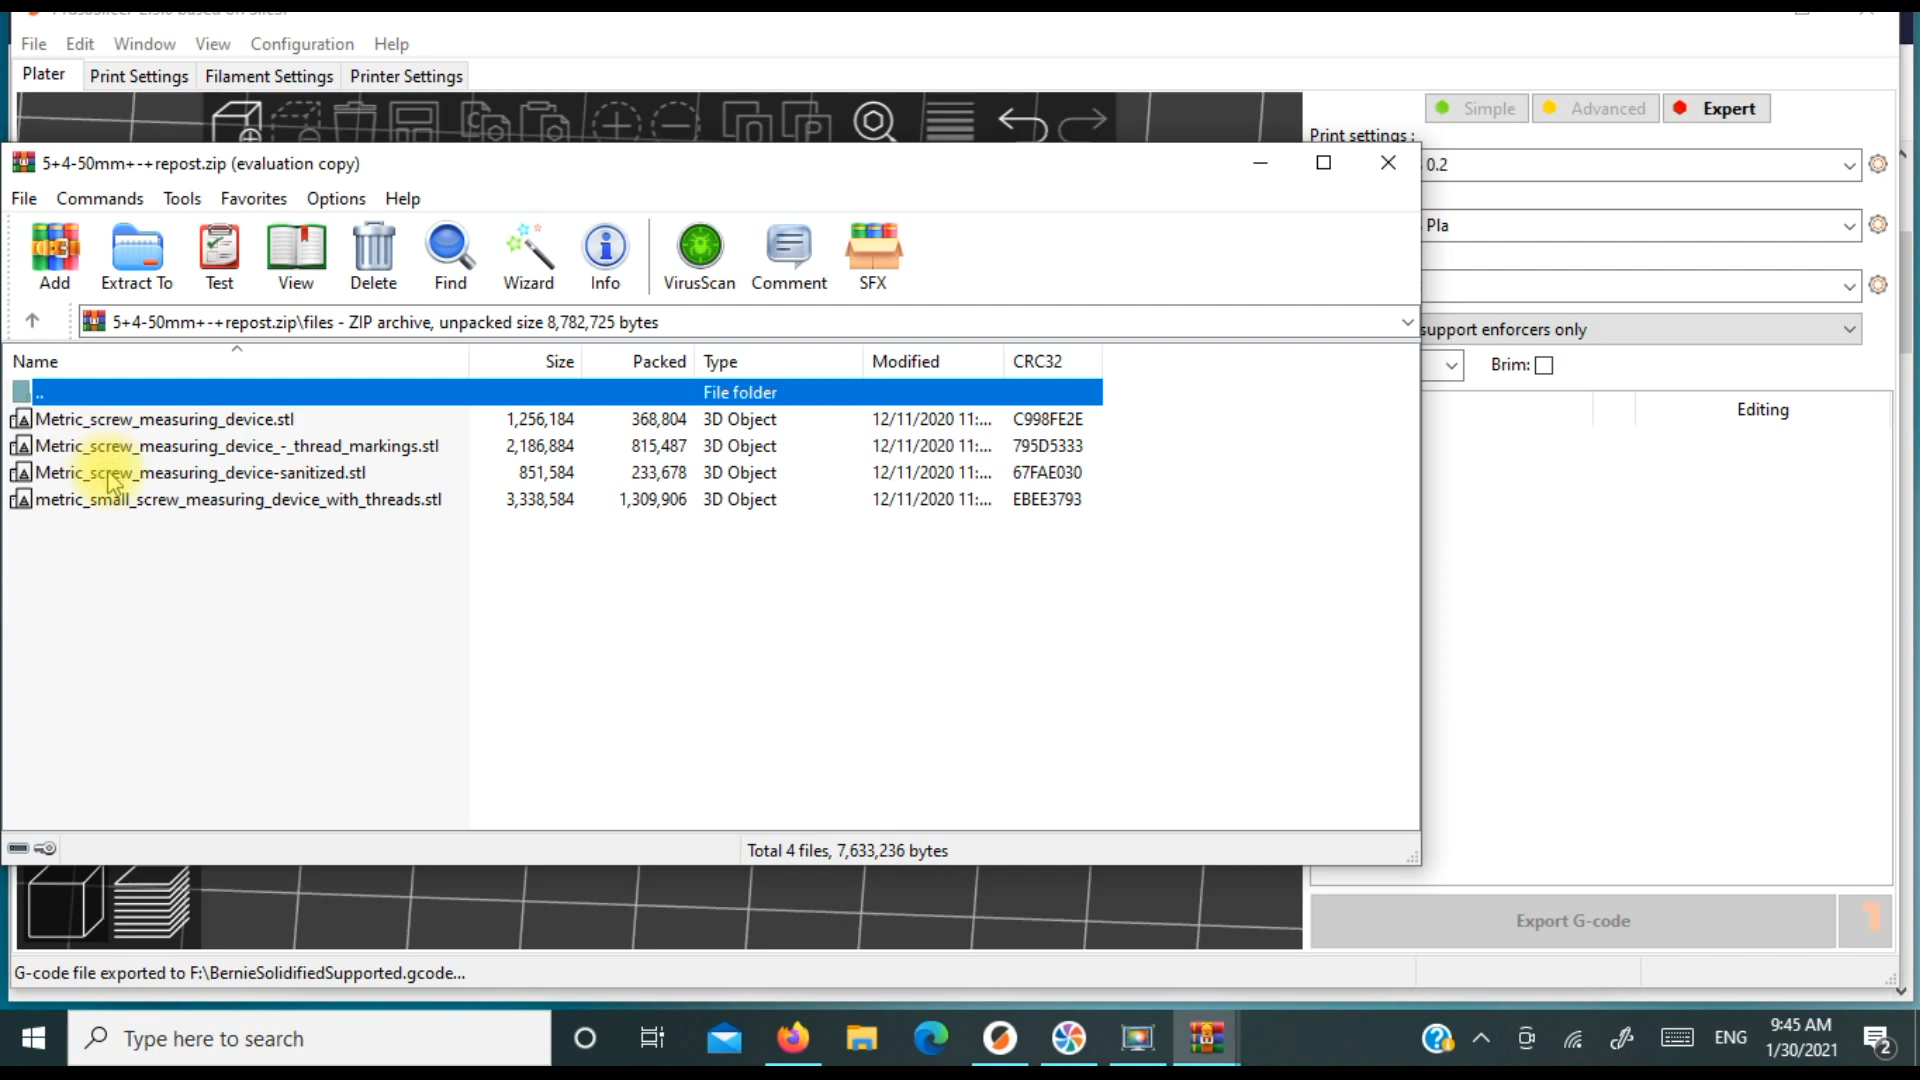 File Edit Window View Configuration Help
Plater Print Settings Filament Settings Printer Settings
Simple Advanced Expert
Print settings :
5+4-50mm+-+repost.zip (evaluation copy)
0.2
File Commands Tools Favorites Options Help
Pla
Add Extract To Test View Delete Find Wizard Info VirusScan Comment SFX
5+4-50mm+-+repost.zip\files - ZIP archive, unpacked size 8,782,725 bytes
support enforcers only
Name Size Packed Type Modified CRC32
Brim:
.. File folder
Editing
Metric_screw_measuring_device.stl 1,256,184 368,804 3D Object 12/11/2020 11:... C998FE2E
Metric_screw_measuring_device_-_thread_markings.stl 2,186,884 815,487 3D Object 12/11/2020 11:... 795D5333
Metric_screw_measuring_device-sanitized.stl 851,584 233,678 3D Object 12/11/2020 11:... 67FAE030
metric_small_screw_measuring_device_with_threads.stl 3,338,584 1,309,906 3D Object 12/11/2020 11:... EBEE3793
Total 4 files, 7,633,236 bytes
Export G-code
G-code file exported to F:\BernieSolidifiedSupported.gcode...
Type here to search
ENG
9:45 AM
1/30/2021
2